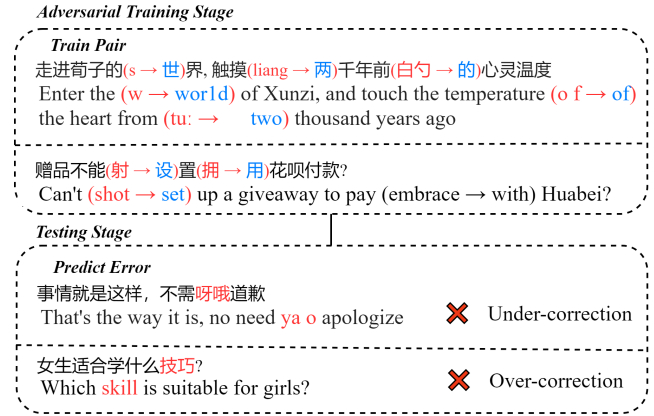 Adversarial Training Stage
Train Pair
走进荀子的(s → 世)界, 触摸(liang → 两)千年前(白勺 → 的)心灵温度
Enter the (w → wor1d) of Xunzi, and touch the temperature (o f → of)
the heart from (tu: → two) thousand years ago
赠品不能(射 → 设)置(拥 → 用)花呗付款?
Can't (shot → set) up a giveaway to pay (embrace → with) Huabei?
Testing Stage
Predict Error
事情就是这样，不需呀哦道歉
That's the way it is, no need ya o apologize
Under-correction
女生适合学什么技巧?
Which skill is suitable for girls?
Over-correction